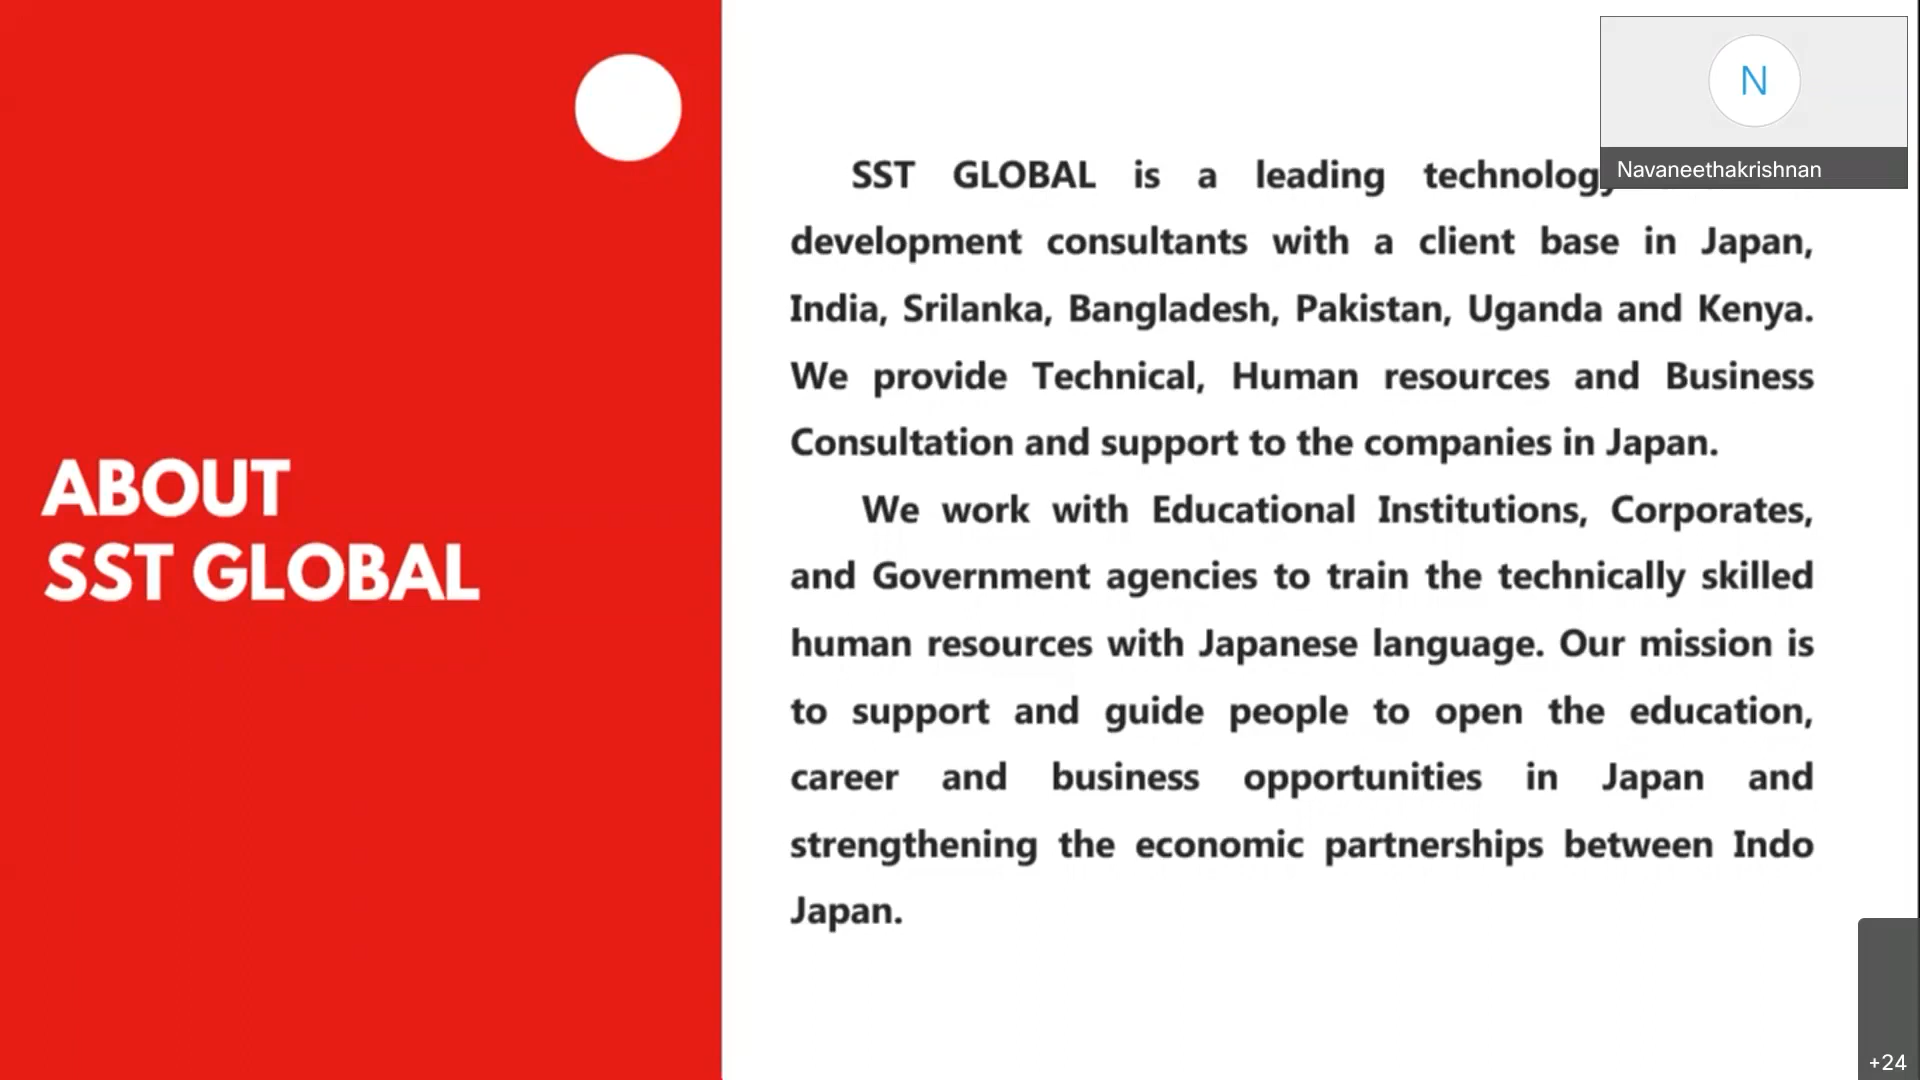 N
Navaneethakrishnan
ABOUT
SST GLOBAL
SST GLOBAL is a leading technology
development consultants with a client base in Japan,
India, Srilanka, Bangladesh, Pakistan, Uganda and Kenya.
We provide Technical, Human resources and Business
Consultation and support to the companies in Japan.
We work with Educational Institutions, Corporates,
and Government agencies to train the technically skilled
human resources with Japanese language. Our mission is
to support and guide people to open the education,
career and business opportunities in Japan and
strengthening the economic partnerships between Indo
Japan.
+24